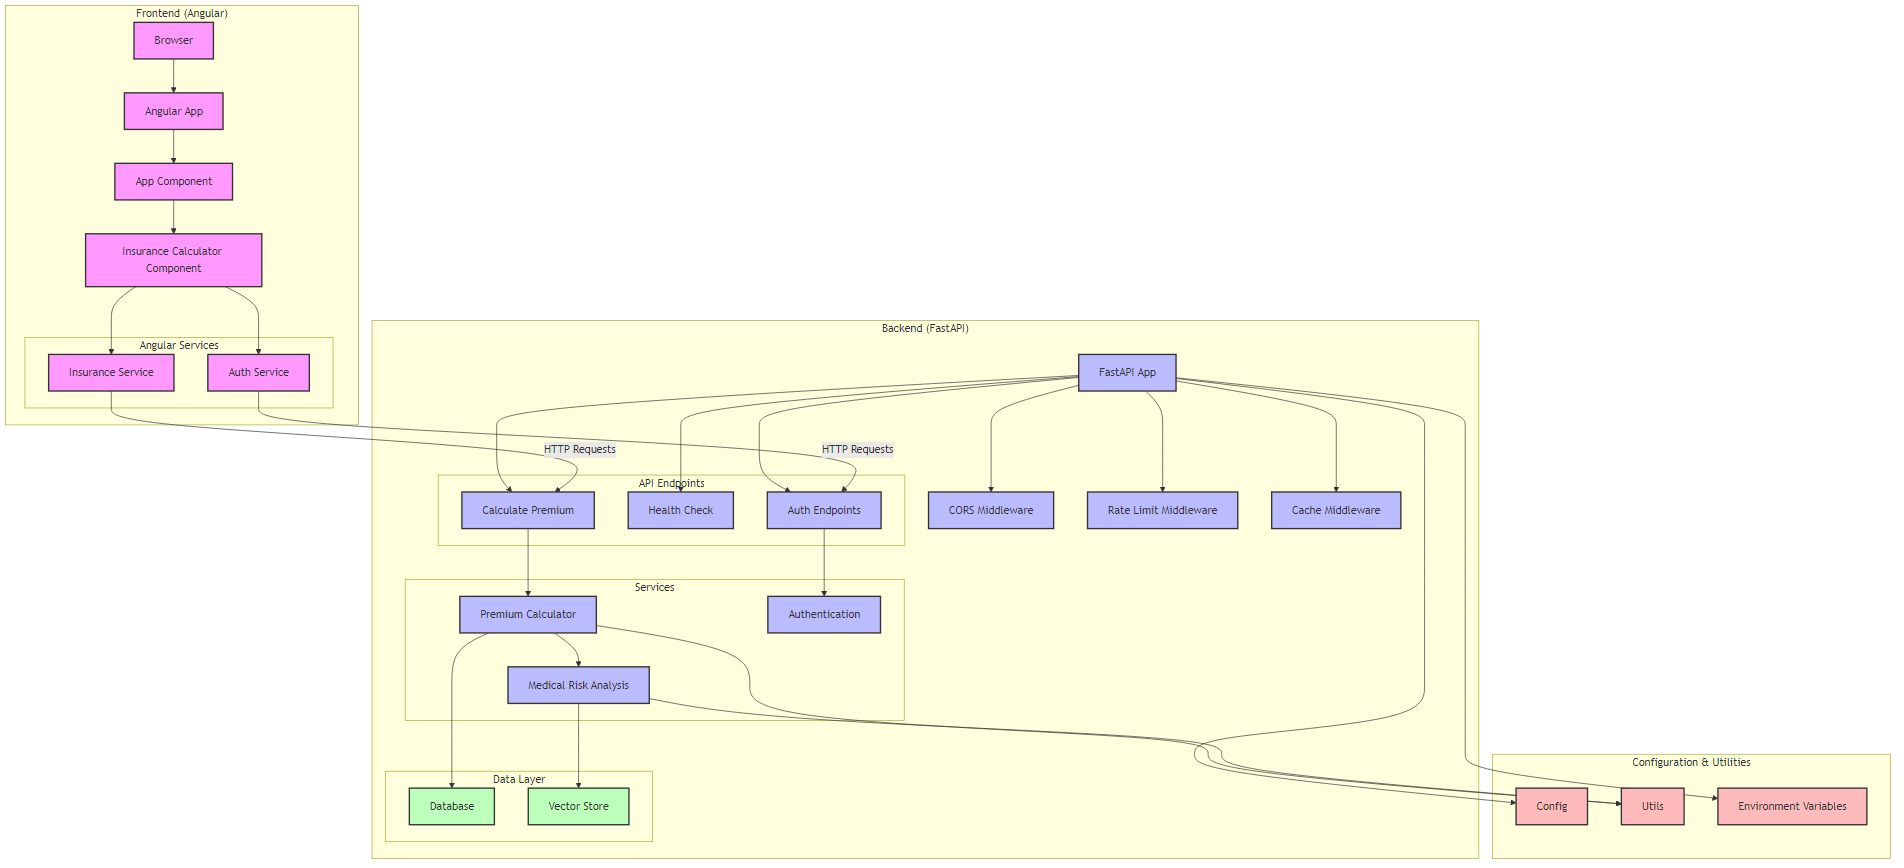 Frontend (Angular)
Browser
Angular App
App Component
Insurance Calculator
Component
Angular Services
Insurance Service
Auth Service
Backend (FastAPI)
FastAPI App
HTTP Requests
HTTP Requests
API Endpoints
Calculate Premium
Health Check
Auth Endpoints
CORS Middleware
Rate Limit Middleware
Cache Middleware
Services
Premium Calculator
Authentication
Medical Risk Analysis
Data Layer
Database
Vector Store
Configuration & Utilities
Config
Utils
Environment Variables